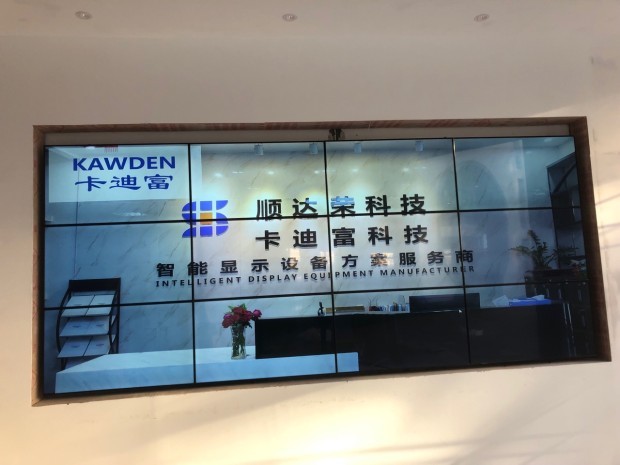 KAWDEN
卡迪富
顺达荣科技
卡迪富科技
智能显示设备方案服务商
INTELLIGENT DISPLAY EQUIPMENT MANUFACTURER